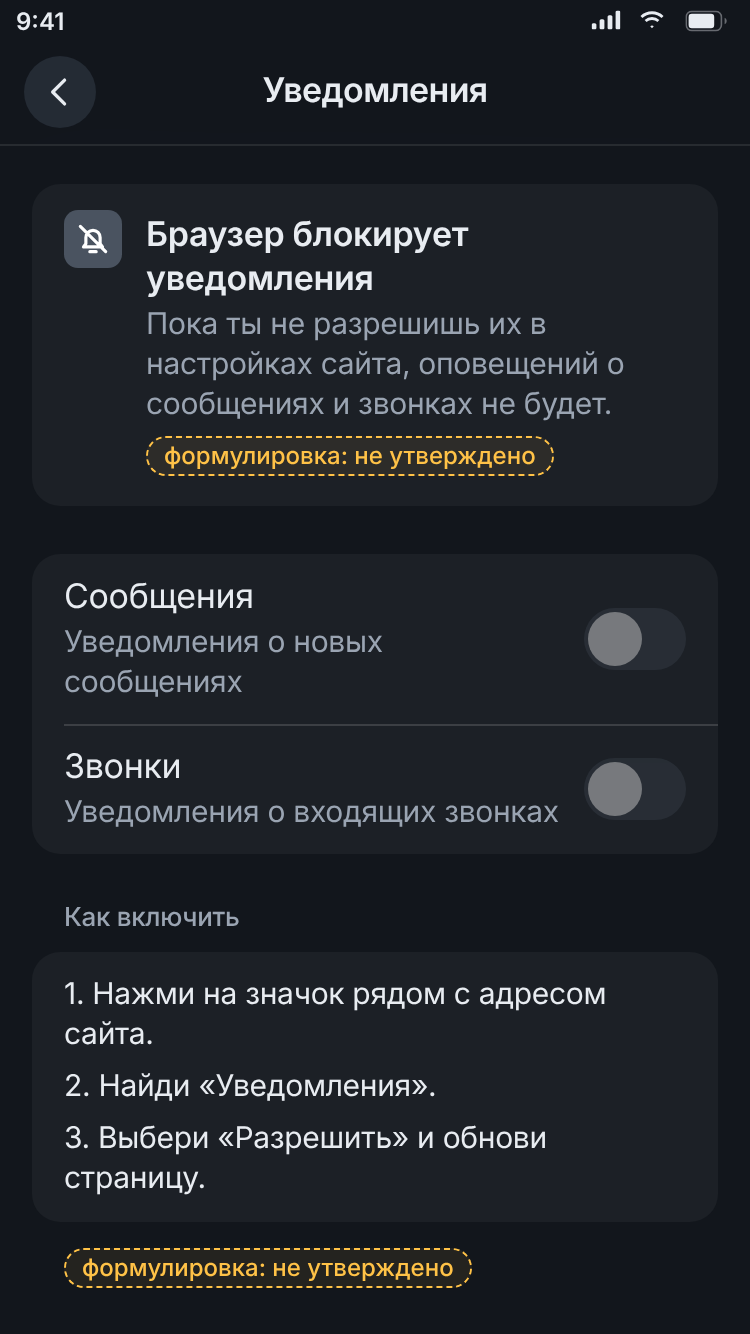 9:41
Уведомления
Браузер блокирует
уведомления
Пока ты не разрешишь их в
настройках сайта, оповещений о
сообщениях и звонках не будет.
формулировка: не утверждено
Сообщения
Уведомления о новых
сообщениях
Звонки
Уведомления о входящих звонках
Как включить
1. Нажми на значок рядом с адресом
сайта.
2. Найди «Уведомления».
3. Выбери «Разрешить» и обнови
страницу.
формулировка: не утверждено